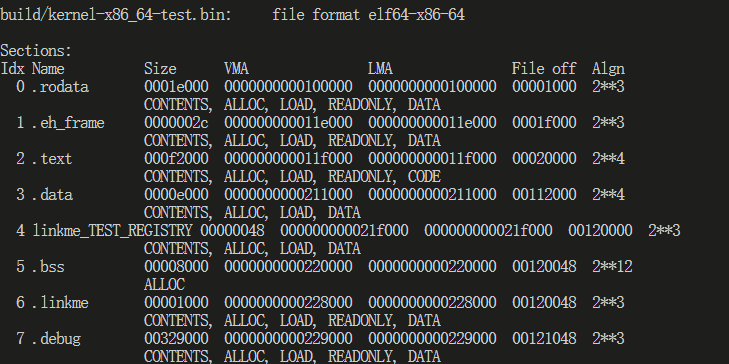 build/kernel-x86_64-test.bin:     file format elf64-x86-64
Sections:
Idx Name          Size      VMA               LMA               File off  Algn
  0 .rodata       0001e000  0000000000100000  0000000000100000  00001000  2**3
                  CONTENTS, ALLOC, LOAD, READONLY, DATA
  1 .eh_frame     0000002c  000000000011e000  000000000011e000  0001f000  2**3
                  CONTENTS, ALLOC, LOAD, READONLY, DATA
  2 .text         000f2000  000000000011f000  000000000011f000  00020000  2**4
                  CONTENTS, ALLOC, LOAD, READONLY, CODE
  3 .data         0000e000  0000000000211000  0000000000211000  00112000  2**4
                  CONTENTS, ALLOC, LOAD, DATA
  4 linkme_TEST_REGISTRY 00000048  000000000021f000  000000000021f000  00120000  2**3
                  CONTENTS, ALLOC, LOAD, DATA
  5 .bss          00008000  0000000000220000  0000000000220000  00120048  2**12
                  ALLOC
  6 .linkme       00001000  0000000000228000  0000000000228000  00120048  2**3
                  CONTENTS, ALLOC, LOAD, READONLY, DATA
  7 .debug        00329000  0000000000229000  0000000000229000  00121048  2**3
                  CONTENTS, ALLOC, LOAD, READONLY, DATA